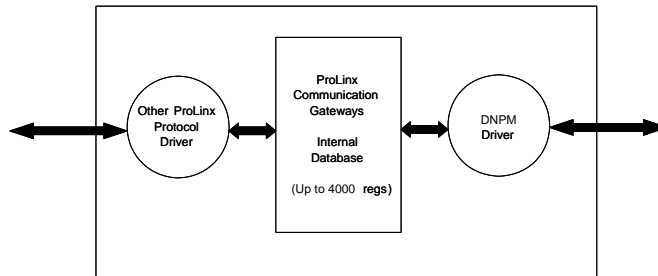 Other ProLinx
Protocol
Driver
ProLinx
Communication
Gateways
Internal
Database
(Up to 4000 regs)
DNPM
Driver